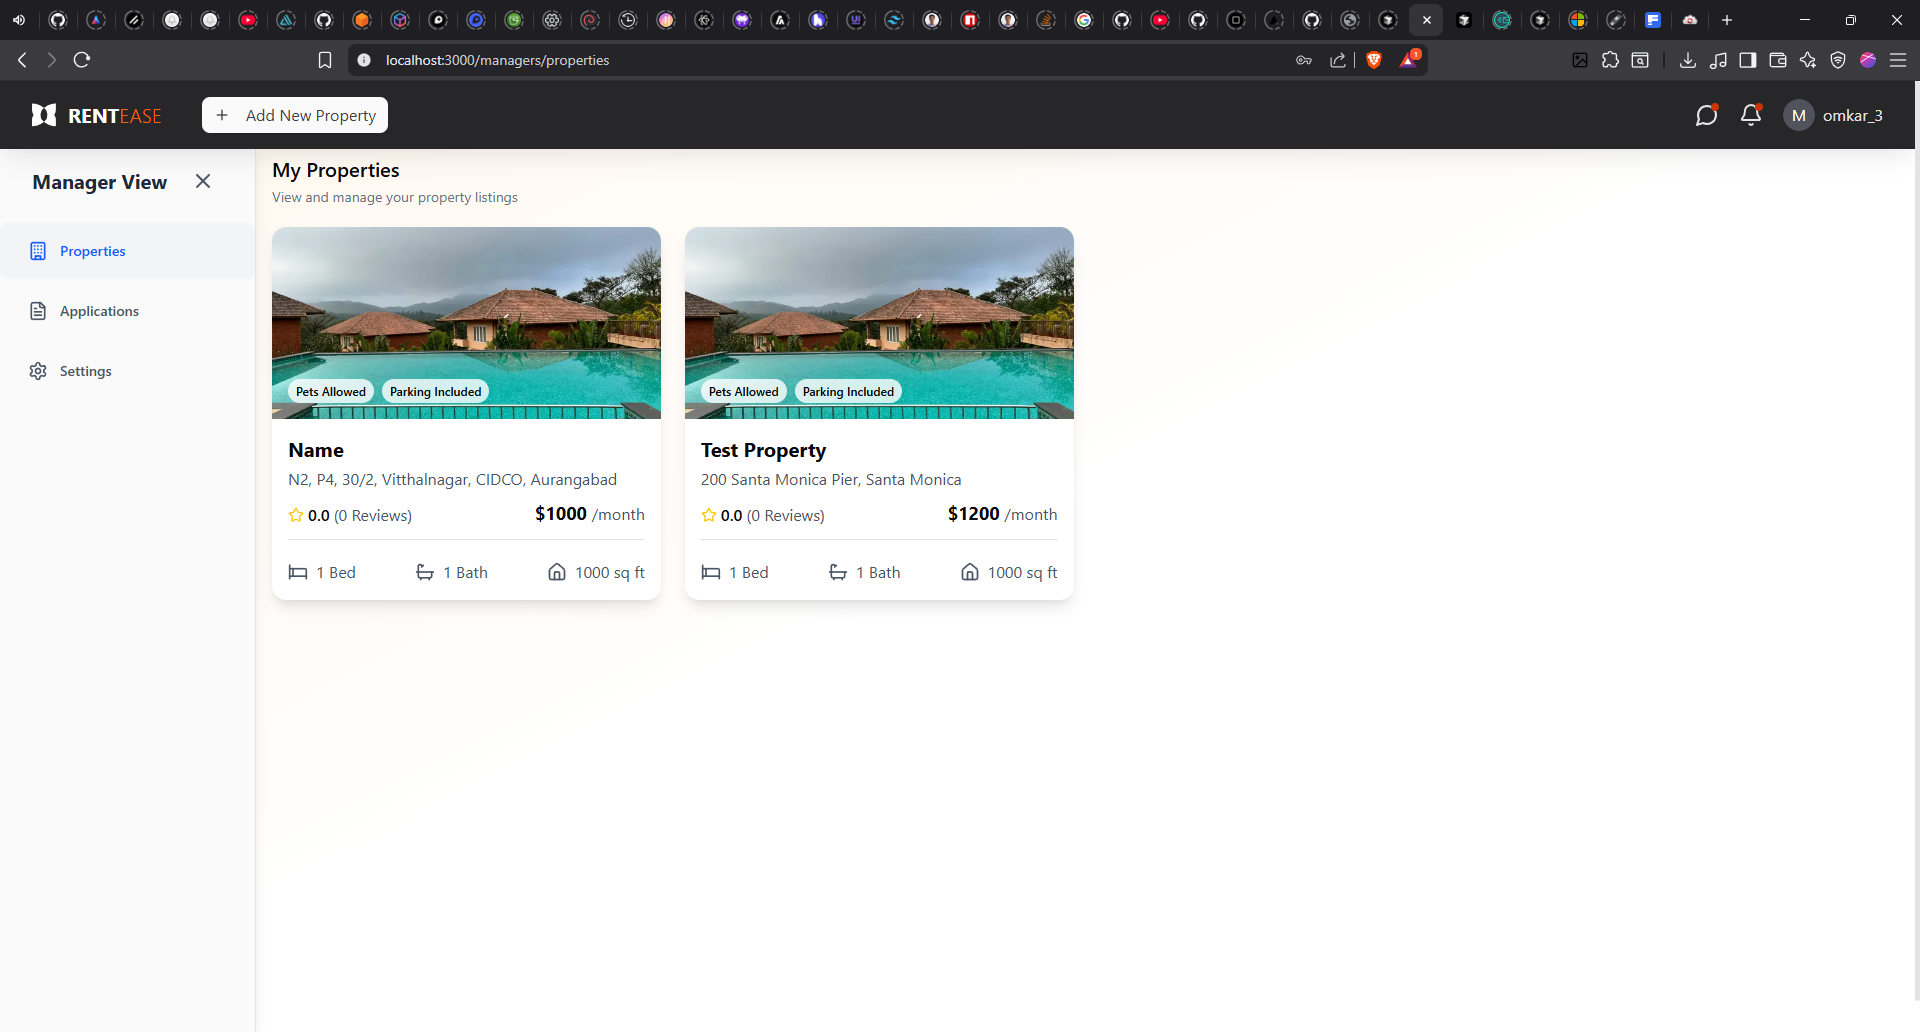 localhost:3000/managers/properties
1
RENTEASE
+ Add New Property
M
omkar_3
Manager View
Properties
Applications
Settings
My Properties
View and manage your property listings
Pets Allowed
Parking Included
Name
N2, P4, 30/2, Vitthalnagar, CIDCO, Aurangabad
0.0 (0 Reviews)
$1000 /month
1 Bed
1 Bath
1000 sq ft
Pets Allowed
Parking Included
Test Property
200 Santa Monica Pier, Santa Monica
0.0 (0 Reviews)
$1200 /month
1 Bed
1 Bath
1000 sq ft